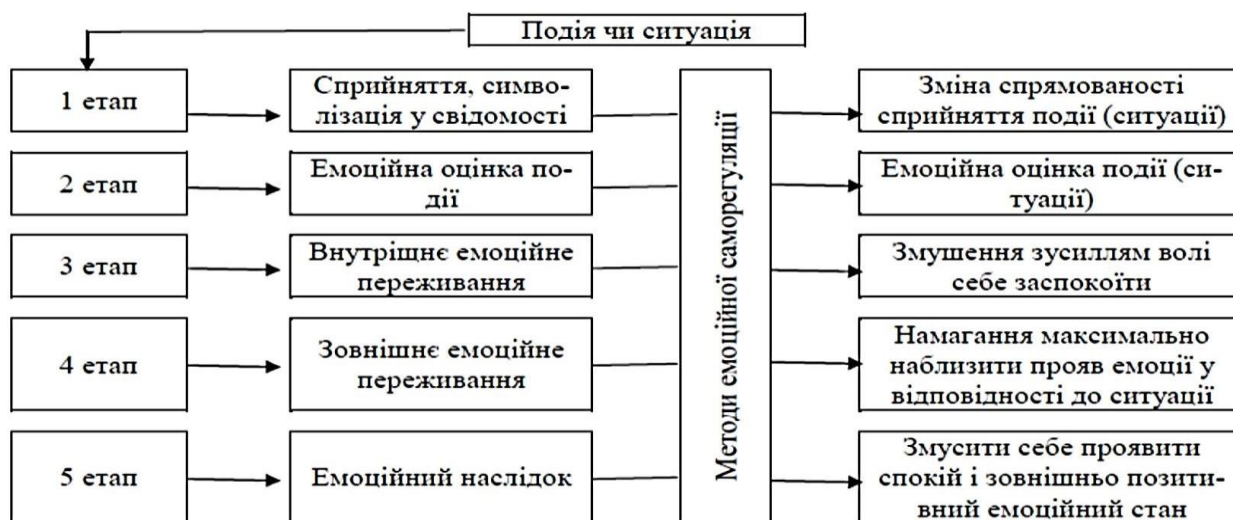 Подія чи ситуація
1 етап
Сприйняття, симво-
лізація у свідомості
Зміна спрямованості
сприйняття події (ситуації)
2 етап
Емоційна оцінка по-
дії
Емоційна оцінка події (си-
туації)
3 етап
Внутріщнє емоційне
переживання
Змушення зусиллям волі
себе заспокоїти
4 етап
Зовнішнє емоційне
переживання
Намагання максимально
наблизити прояв емоції у
відповідності до ситуації
5 етап
Емоційний наслідок
Змусити себе проявити
спокій і зовнішньо позити-
вний емоційний стан
Методи емоційної саморегуляції